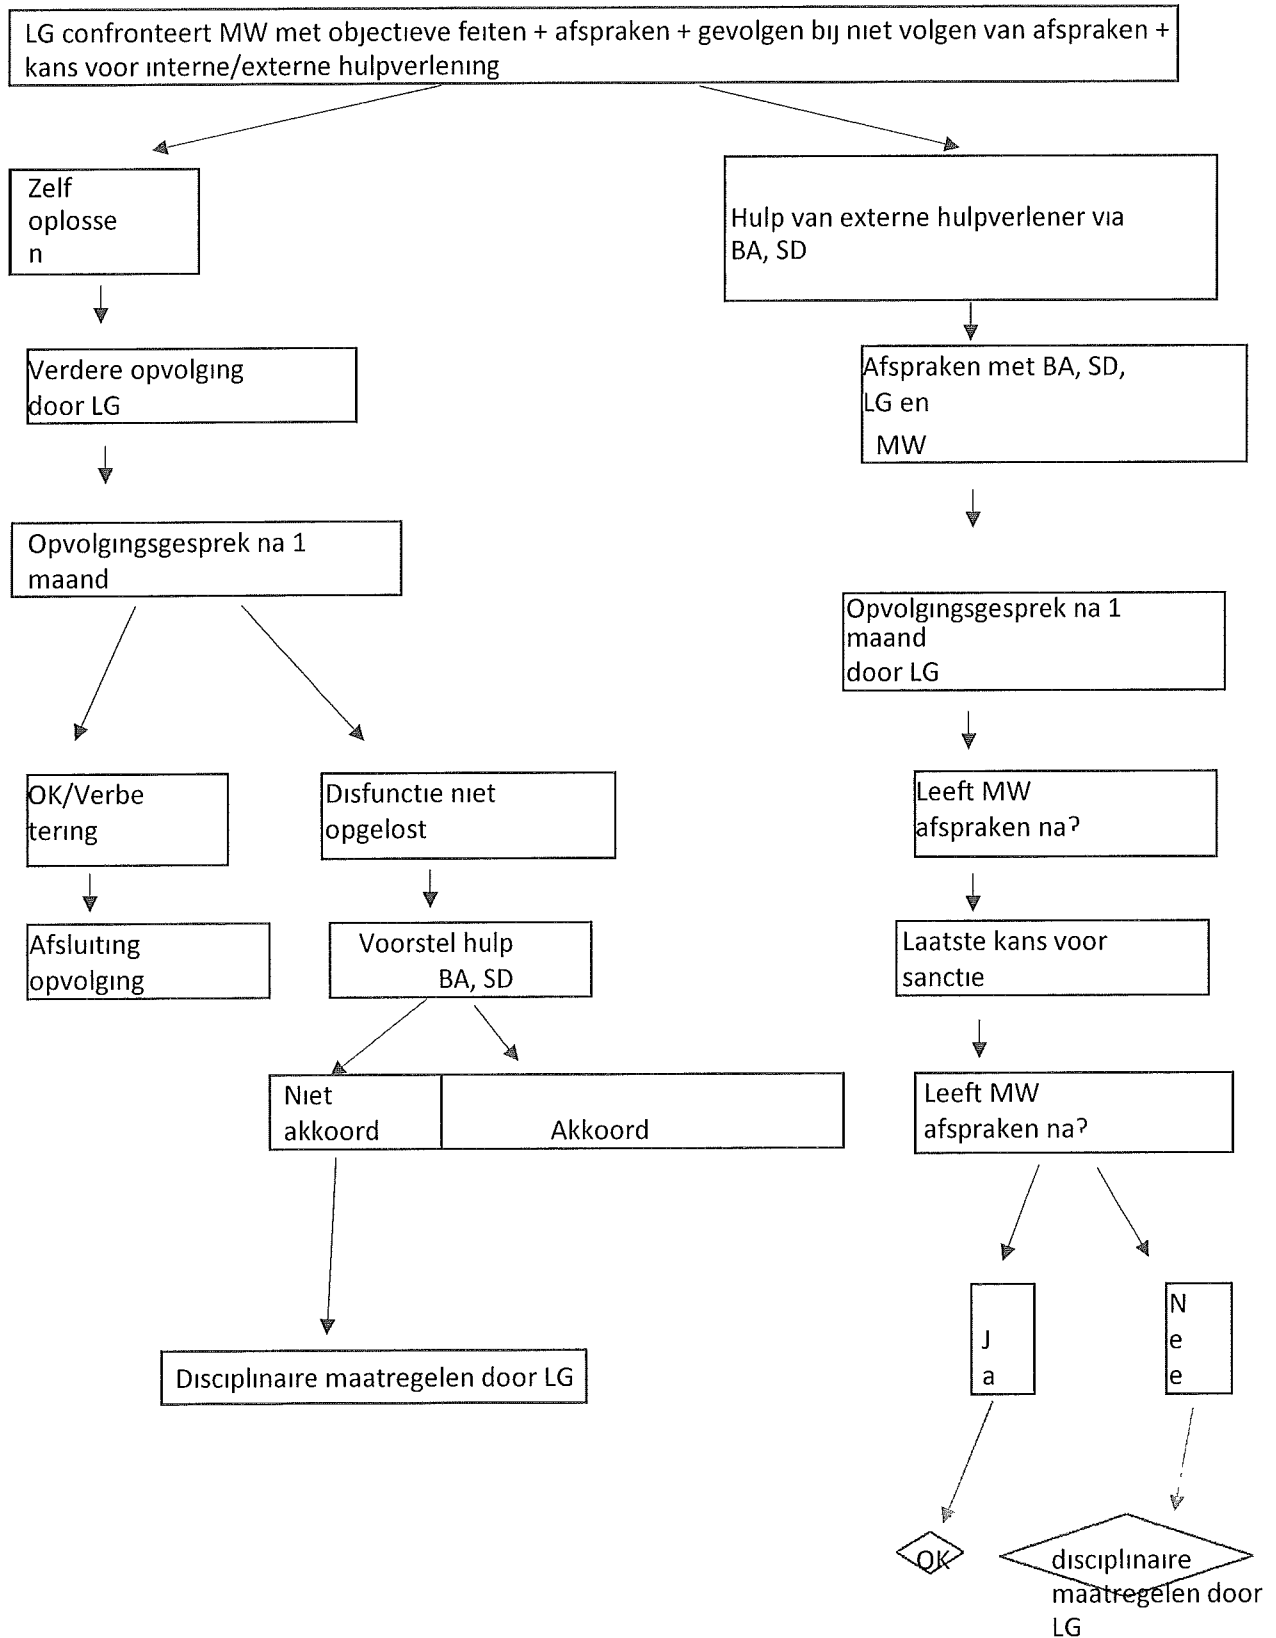 LG confronteert MW met objectieve feiten + afspraken + gevolgen bij niet volgen van afspraken +
kans voor interne/externe hulpverlening
Zelf
oplosse
n
Hulp van externe hulpverlener via
BA, SD
Verdere opvolging
door LG
Afspraken met BA, SD,
LG en
MW
Opvolgingsgesprek na 1
maand
Opvolgingsgesprek na 1
maand
door LG
OK/Verbe
tering
Disfunctie niet
opgelost
Leeft MW
afspraken na?
Afsluiting
opvolging
Voorstel hulp
BA, SD
Laatste kans voor
sanctie
Niet
akkoord
Akkoord
Leeft MW
afspraken na?
Disciplinaire maatregelen door LG
J
a
N
e
e
OK
disciplinaire
maatregelen door
LG